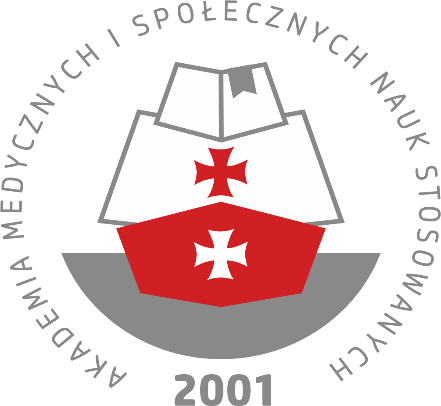 AKADEMIA MEDYCZNYCH I SPOŁECZNYCH NAUK STOSOWANYCH
2001